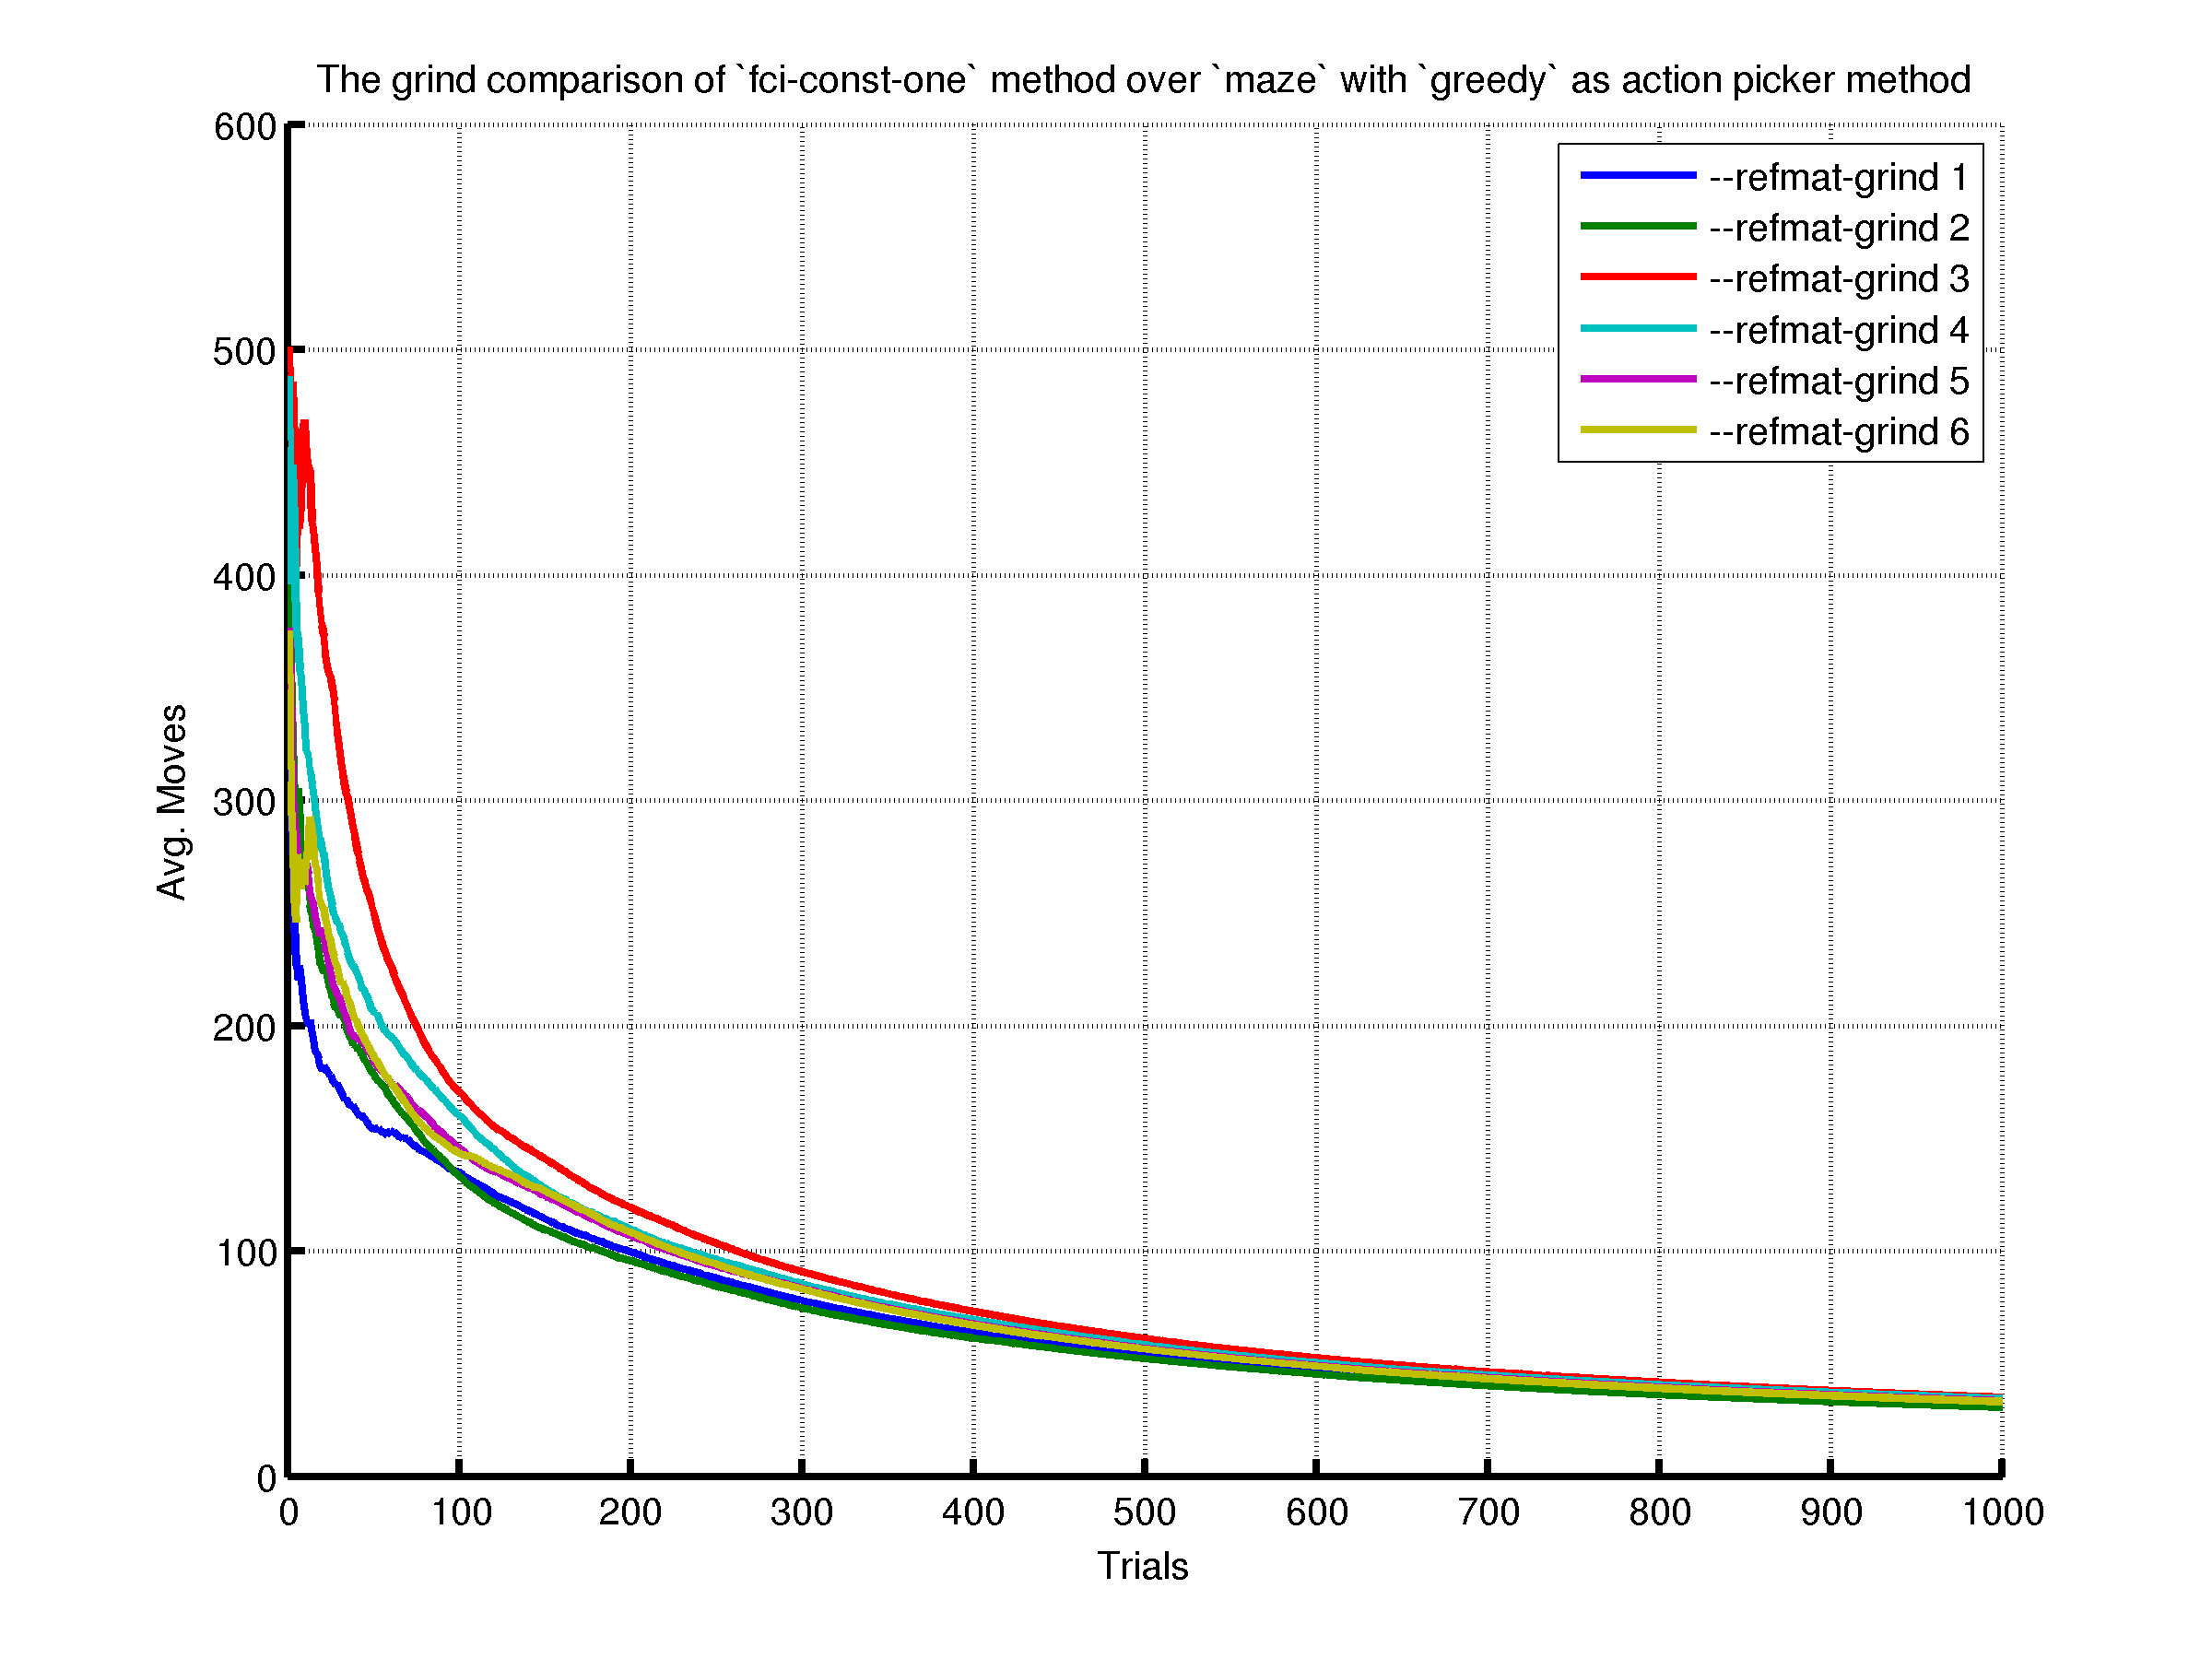 The grind comparison of `fci-const-one` method over `maze` with `greedy` as action picker method
600
500
400
300
200
100
0
Avg. Moves
--refmat-grind 1
--refmat-grind 2
--refmat-grind 3
--refmat-grind 4
--refmat-grind 5
--refmat-grind 6
0 100 200 300 400 500 600 700 800 900 1000
Trials